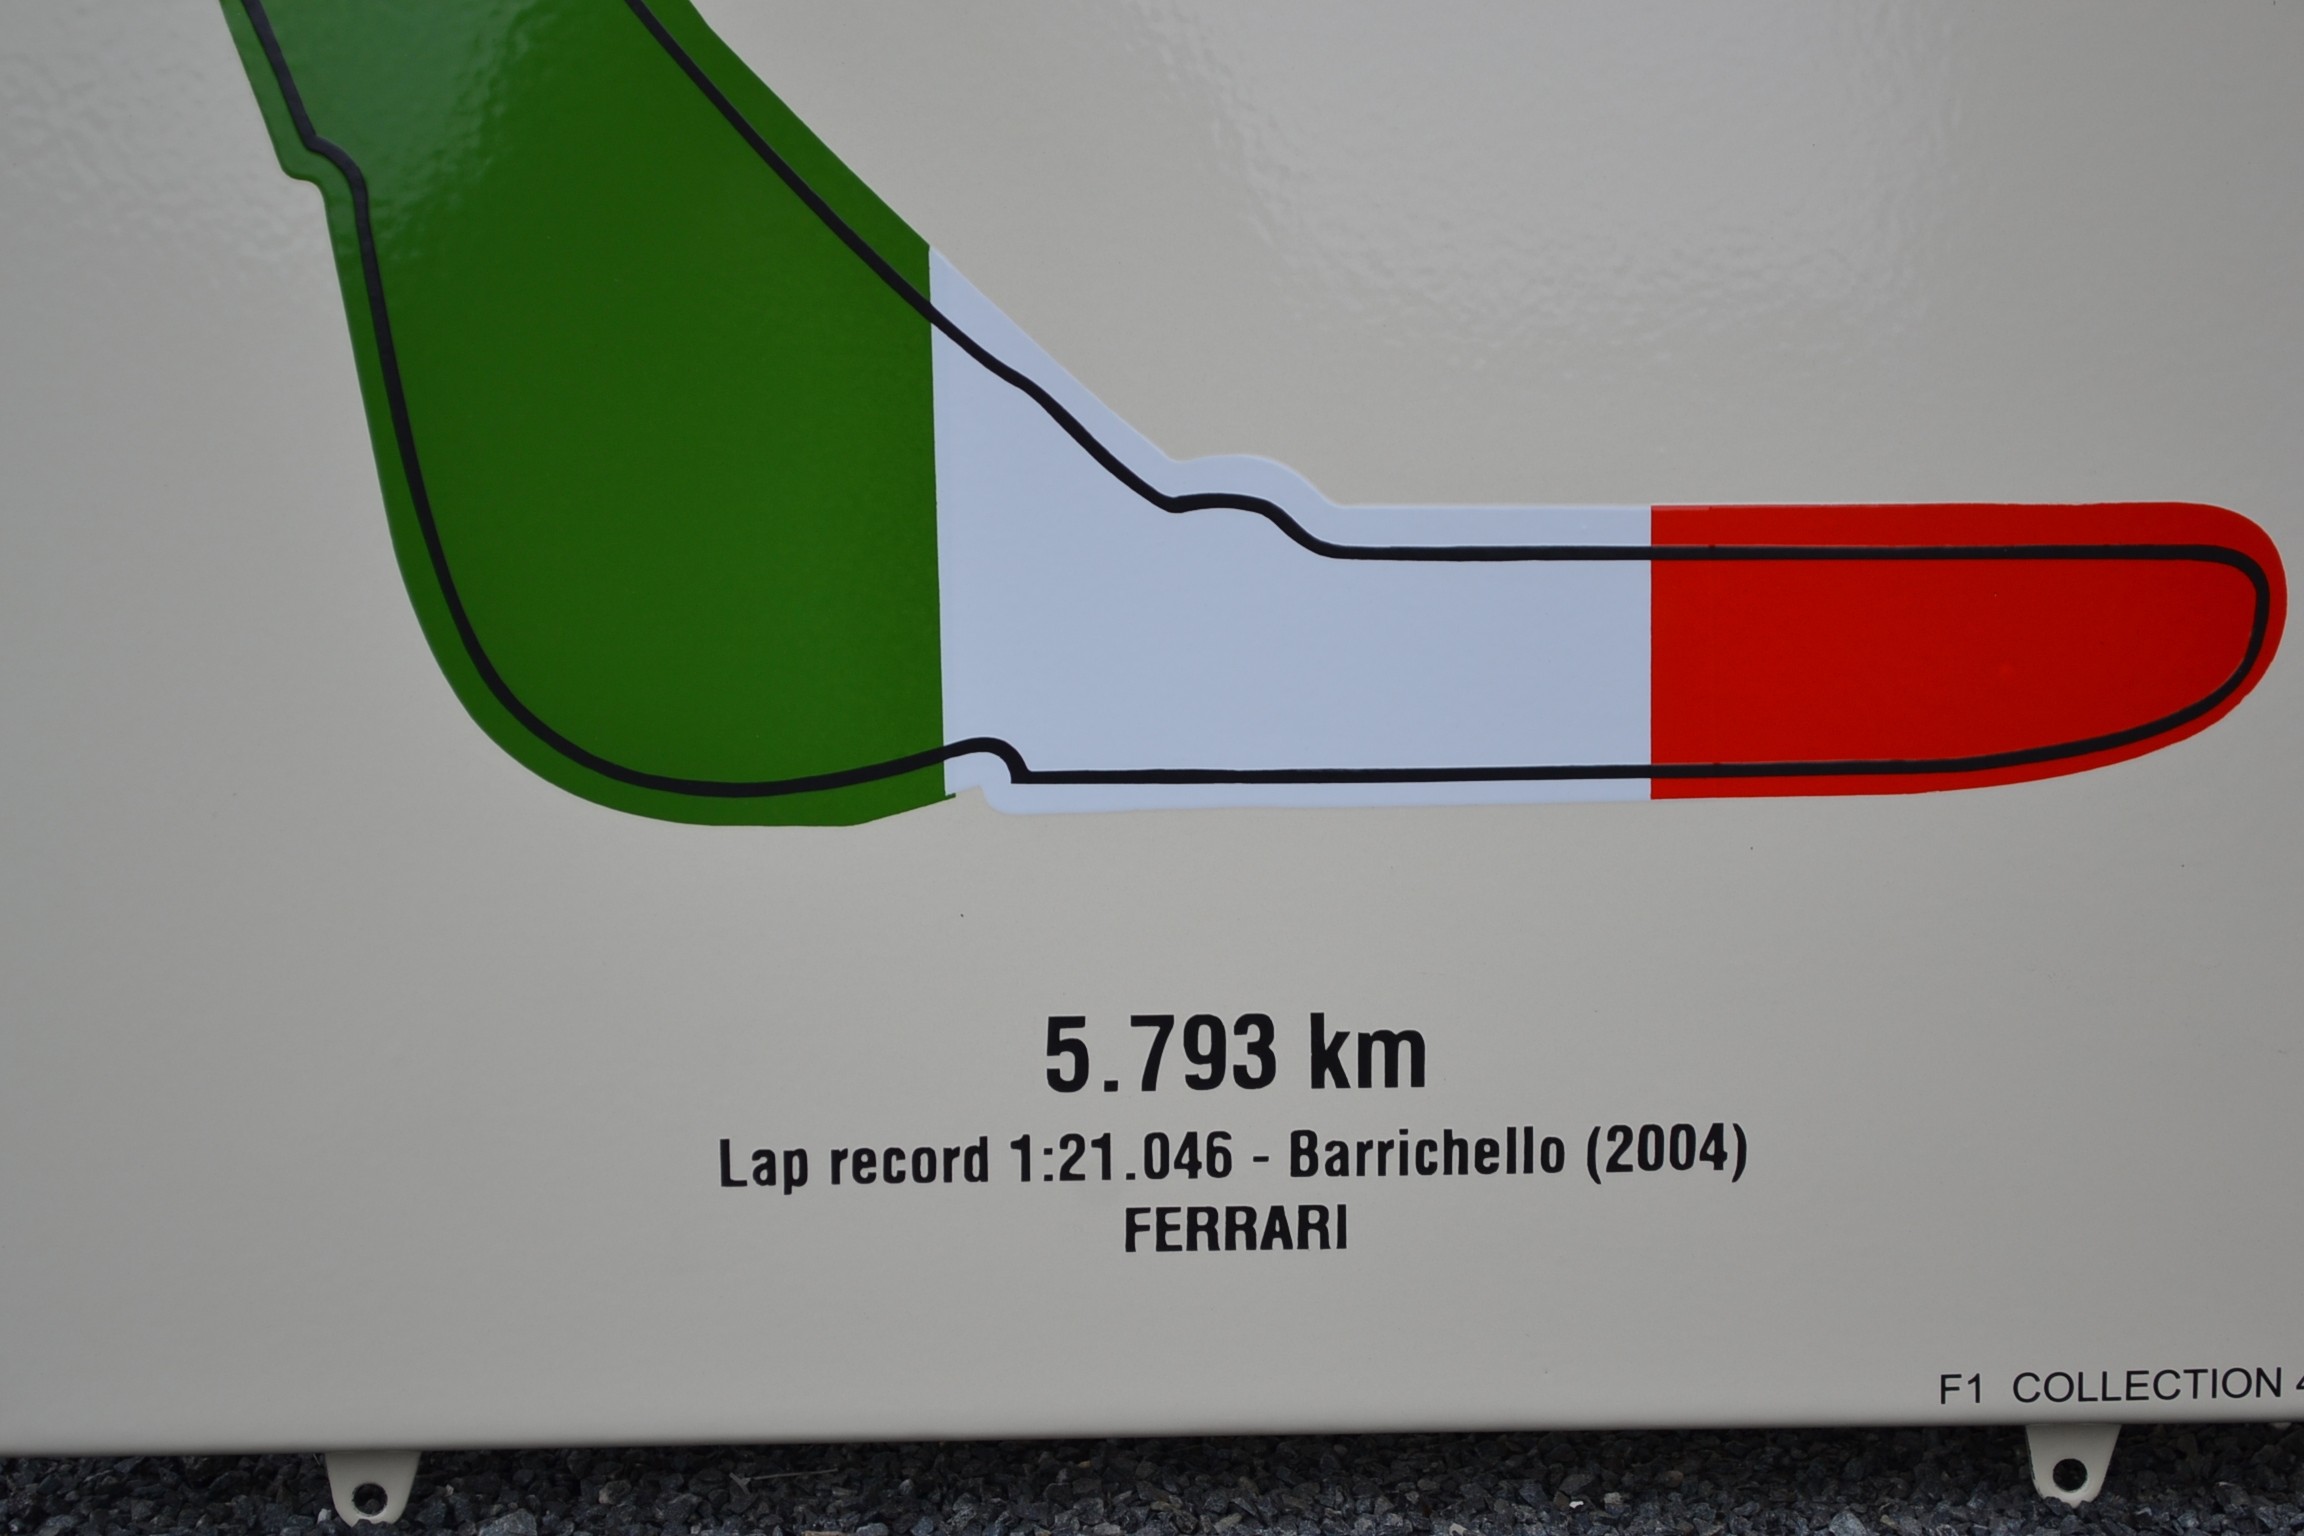 5.793 km
Lap record 1:21.046 - Barrichello (2004)
FERRARI
F1 COLLECTION